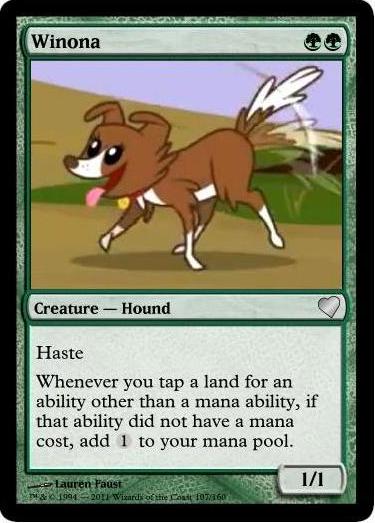 Winona
Creature — Hound
Haste
Whenever you tap a land for an
ability other than a mana ability, if
that ability did not have a mana
cost, add 1 to your mana pool.
Lauren Faust
1/1
™ & © 1994 — 2011 Wizards of the Coast 107/160